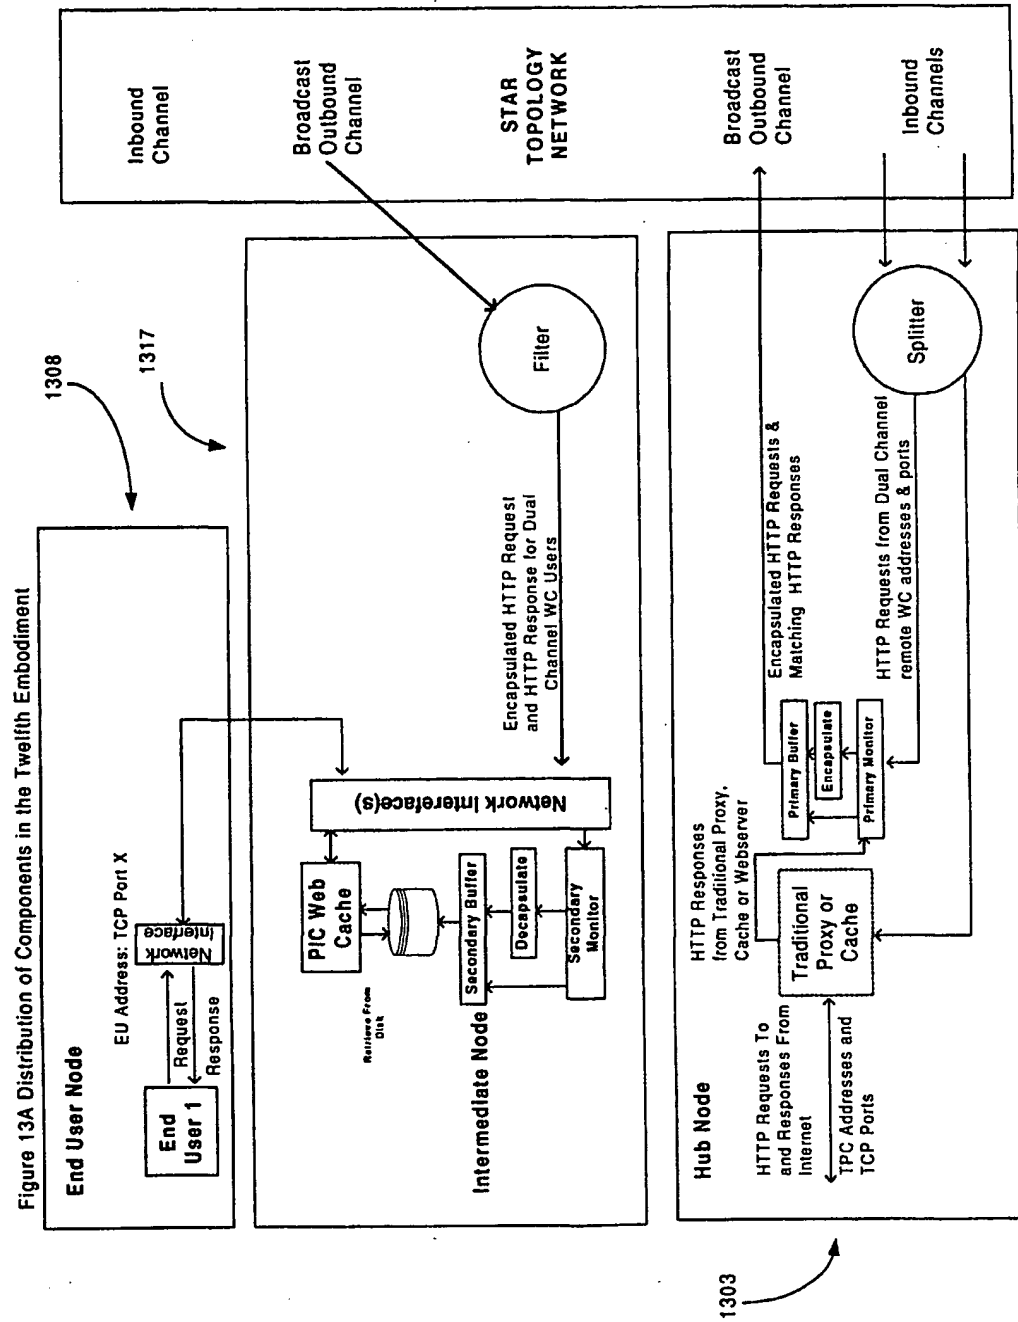 Figure 13A Distribution of Components in the Twelfth Embodiment
1308
1317
1303
End User Node
EU Address: TCP Port X
End
User 1
Request
Response
Network
Interface
PIC Web
Cache
Retrieve From
Disk
Secondary Buffer
Decapsulate
Secondary
Monitor
Network Intereface(s)
Intermediate Node
Encapsulated HTTP Request
and HTTP Response for Dual
Channel WC Users
Filter
Hub Node
HTTP Requests To
and Responses From
Internet
TPC Addresses and
TCP Ports
HTTP Responses
from Traditional Proxy,
Cache or Webserver
Traditional
Proxy or
Cache
Primary Buffer
Encapsulate
Primary Monitor
Encapsulated HTTP Requests &
Matching HTTP Responses
HTTP Requests from Dual Channel
remote WC addresses & ports
Splitter
Inbound
Channel
Broadcast
Outbound
Channel
STAR
TOPOLOGY
NETWORK
Broadcast
Outbound
Channel
Inbound
Channels